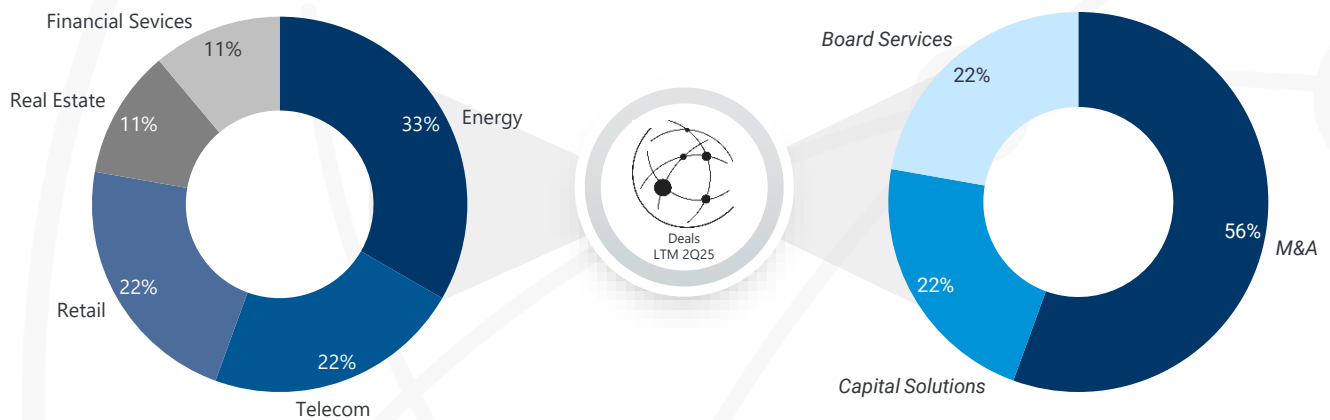 Financial Sevices
11%
Real Estate
11%
33%
Energy
22%
Retail
22%
Telecom
Deals
LTM 2Q25
Board Services
22%
56%
M&A
22%
Capital Solutions